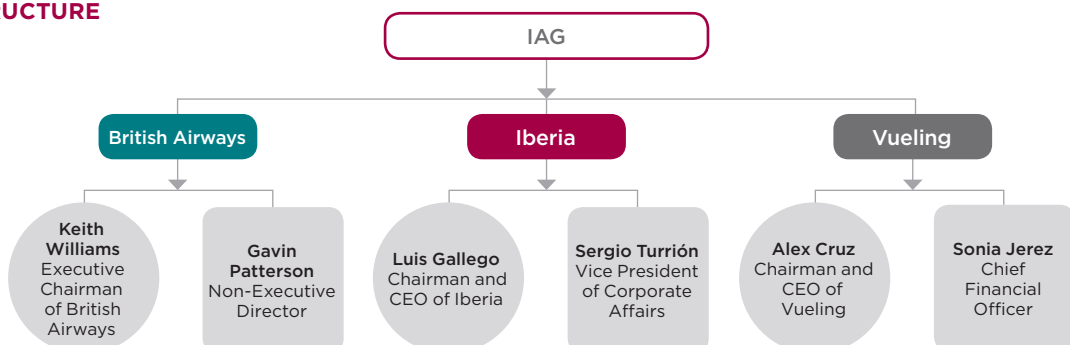 RUCTURE
IAG
British Airways
Iberia
Vueling
Keith
Williams
Executive
Chairman
of British
Airways
Gavin
Patterson
Non-Executive
Director
Luis Gallego
Chairman and
CEO of Iberia
Sergio Turrión
Vice President
of Corporate
Affairs
Alex Cruz
Chairman and
CEO of
Vueling
Sonia Jerez
Chief
Financial
Officer